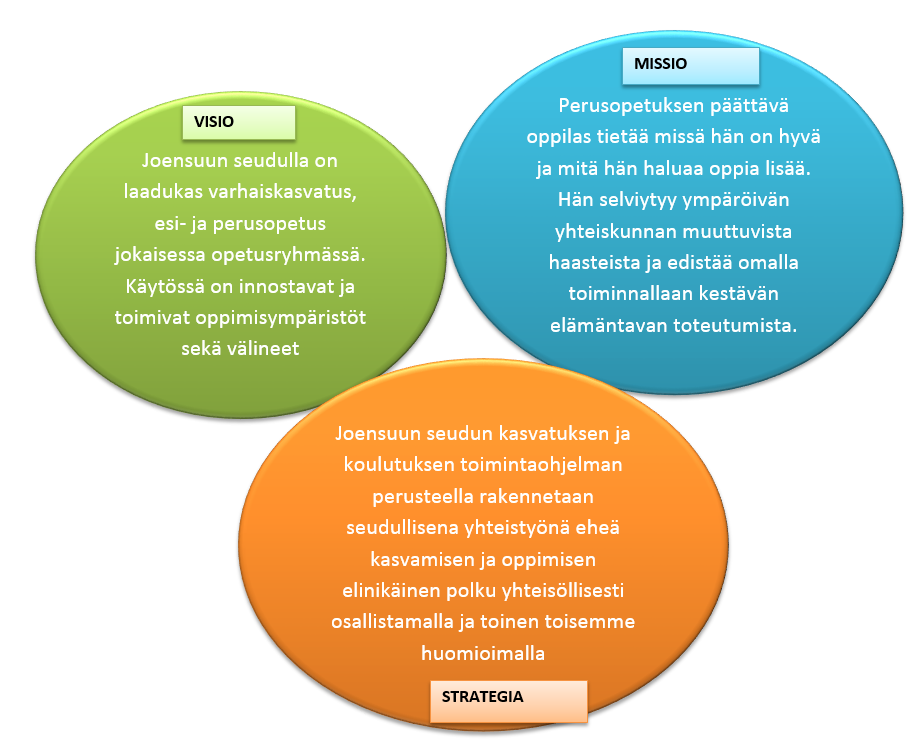 VISIO
Joensuun seudulla on
laadukas varhaiskasvatus,
esi- ja perusopetus
jokaisessa opetusryhmässä.
Käytössä on innostavat ja
toimivat oppimisympäristöt
sekä välineet
MISSIO
Perusopetuksen päättävä
oppilas tietää missä hän on hyvä
ja mitä hän haluaa oppia lisää.
Hän selviytyy ympäröivän
yhteiskunnan muuttuvista
haasteista ja edistää omalla
toiminnallaan kestävän
elämäntavan toteutumista.
Joensuun seudun kasvatuksen ja
koulutuksen toimintaohjelman
perusteella rakennetaan
seudullisena yhteistyönä eheä
kasvamisen ja oppimisen
elinikäinen polku yhteisöllisesti
osallistamalla ja toinen toisemme
huomioimalla
STRATEGIA